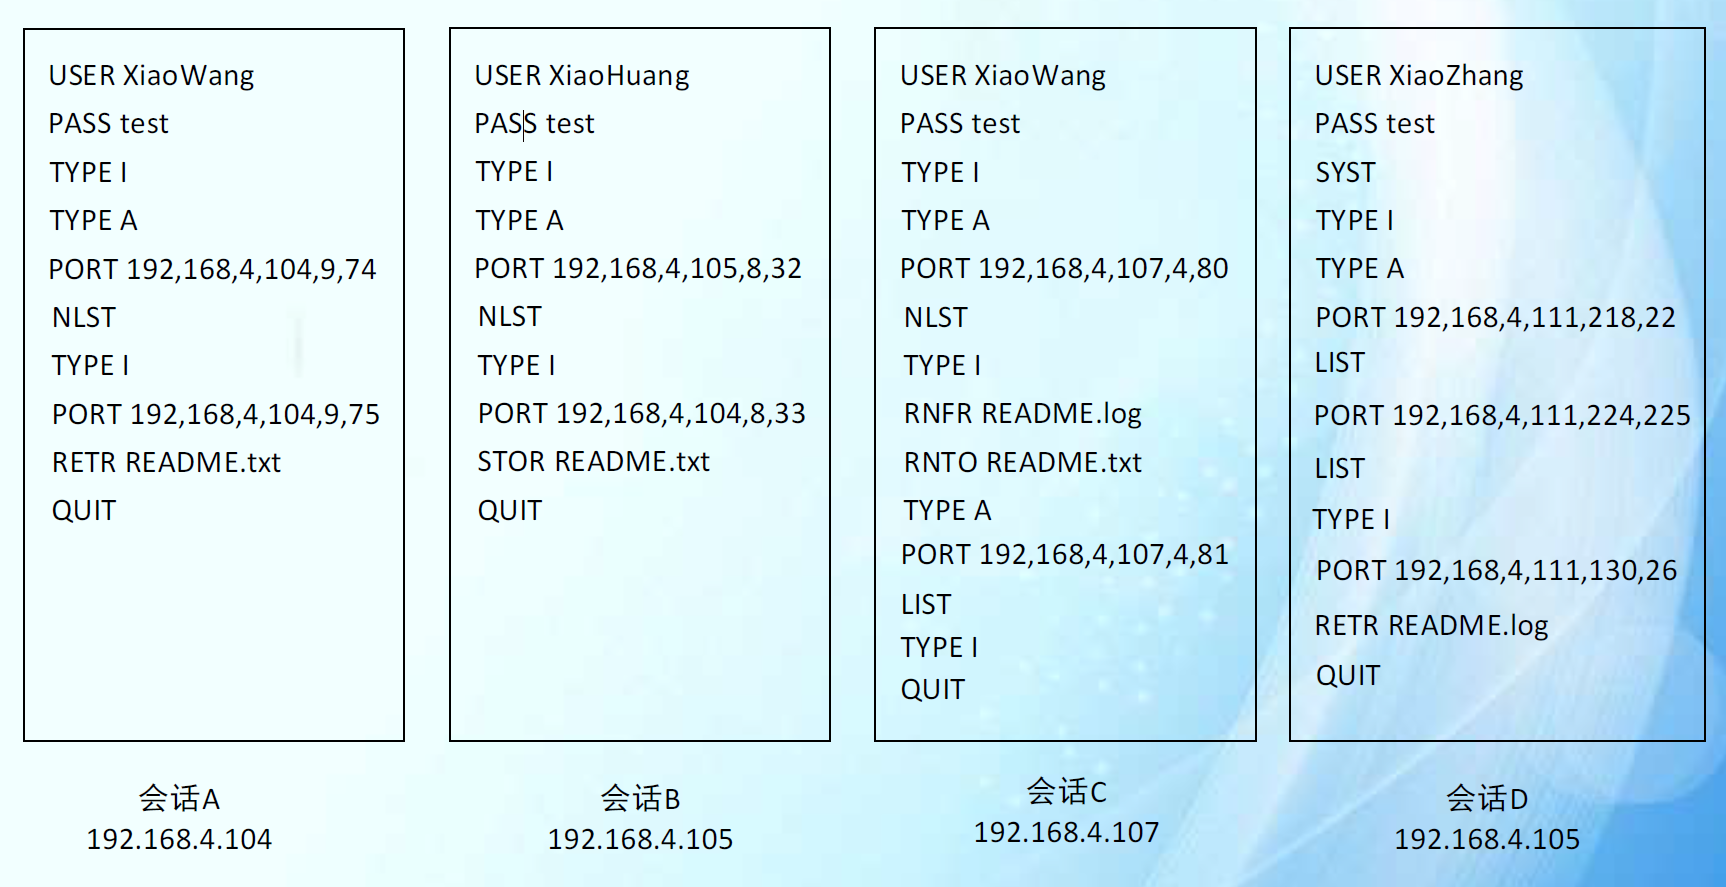 USER XiaoWang
PASS test
TYPE I
TYPE A
PORT 192,168,4,104,9,74
NLST
TYPE I
PORT 192,168,4,104,9,75
RETR README.txt
QUIT
会话A
192.168.4.104
USER XiaoHuang
PASS test
TYPE I
TYPE A
PORT 192,168,4,105,8,32
NLST
TYPE I
PORT 192,168,4,104,8,33
STOR README.txt
QUIT
会话B
192.168.4.105
USER XiaoWang
PASS test
TYPE I
TYPE A
PORT 192,168,4,107,4,80
NLST
TYPE I
RNFR README.log
RNTO README.txt
TYPE A
PORT 192,168,4,107,4,81
LIST
TYPE I
QUIT
会话C
192.168.4.107
USER XiaoZhang
PASS test
SYST
TYPE I
TYPE A
PORT 192,168,4,111,218,22
LIST
PORT 192,168,4,111,224,225
LIST
TYPE I
PORT 192,168,4,111,130,26
RETR README.log
QUIT
会话D
192.168.4.105